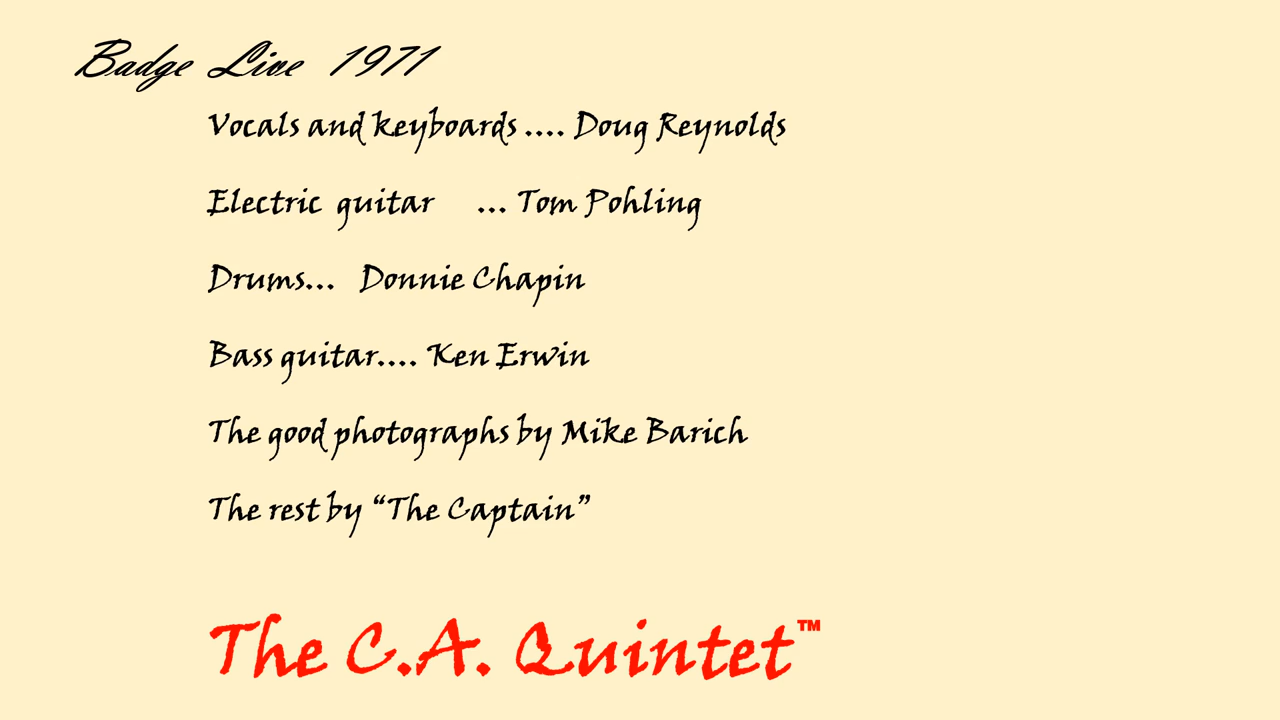 Badge Live 1971
Vocals and keyboards .... Doug Reynolds
Electric guitar ... Tom Pohling
Drums... Donnie Chapin
Bass guitar.... Ken Erwin
The good photographs by Mike Barich
The rest by “The Captain”
The C.A. Quintet™